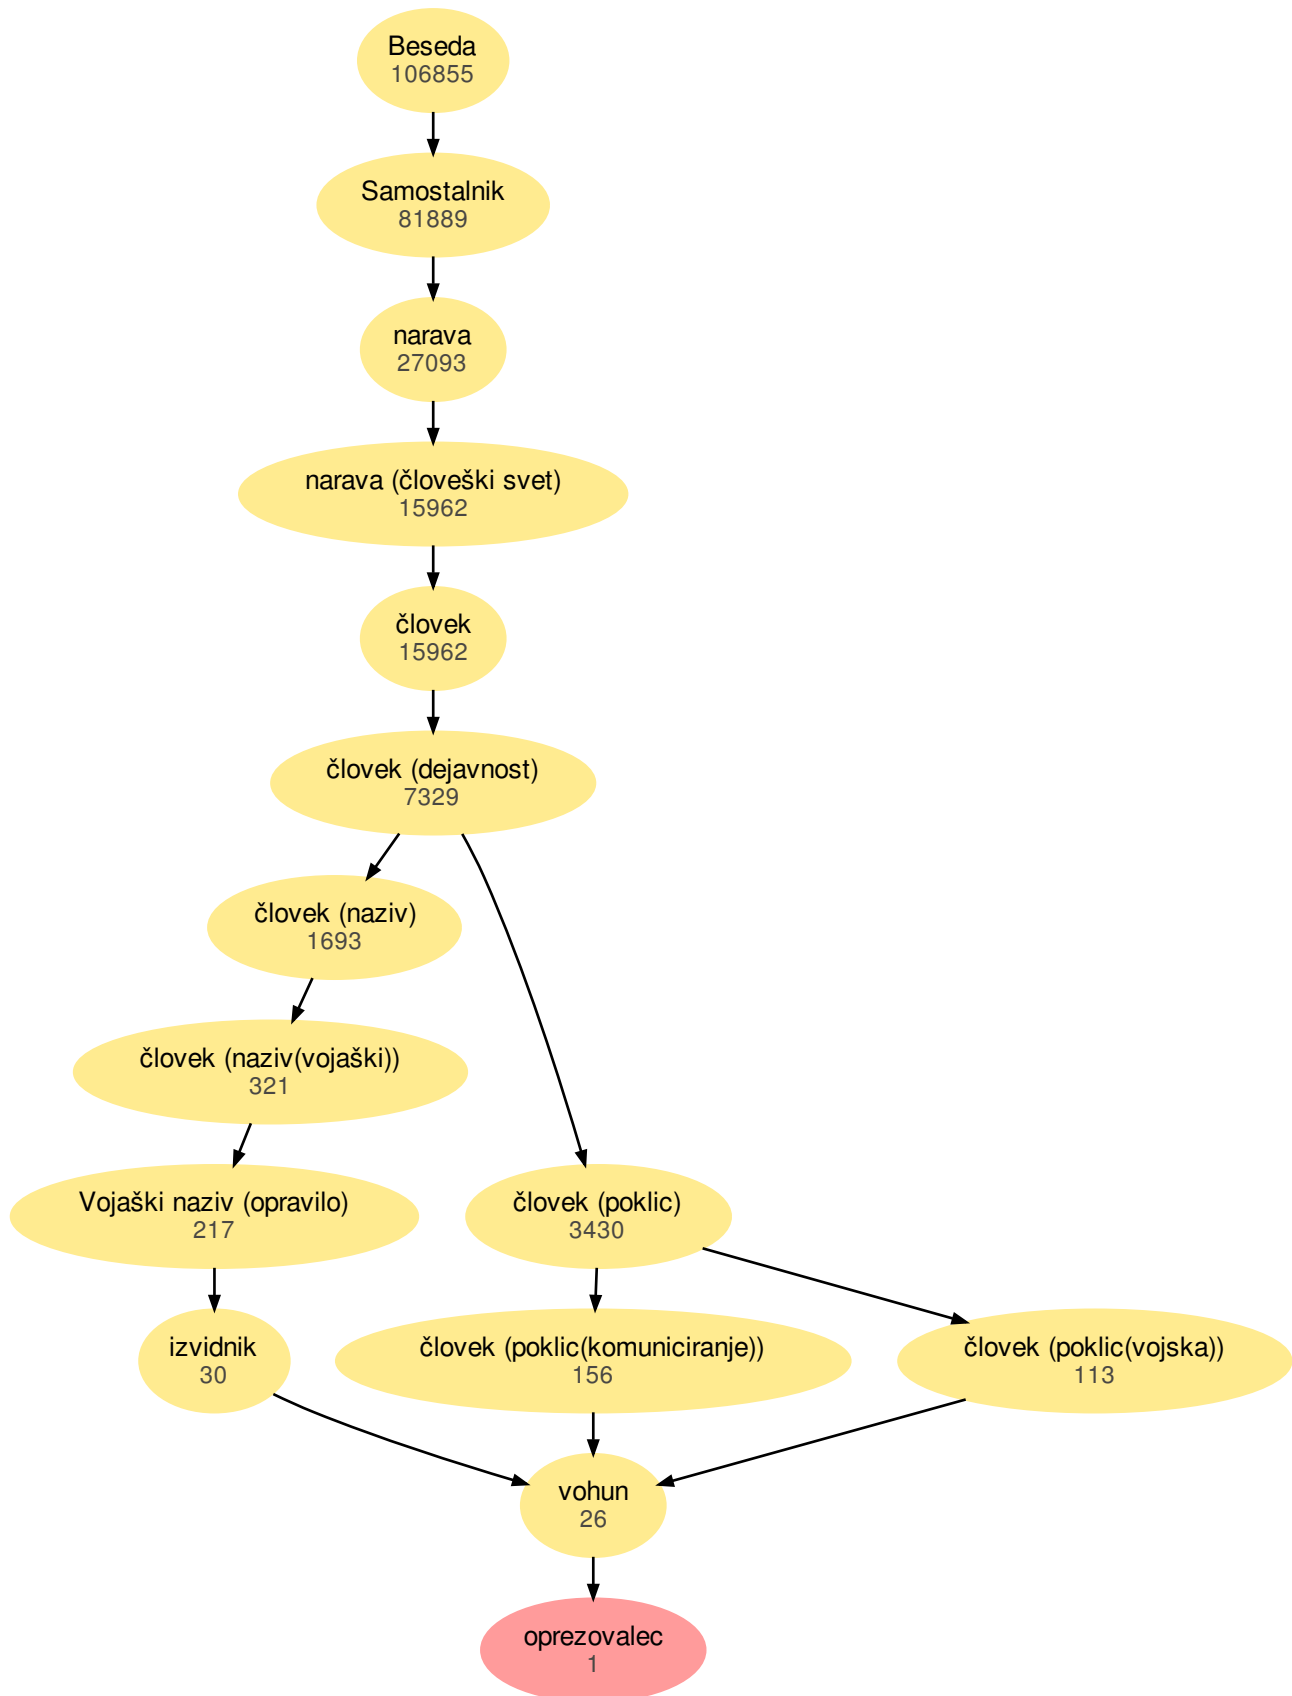 Beseda
106855
Samostalnik
81889
narava
27093
narava (človeški svet)
15962
človek
15962
človek (dejavnost)
7329
človek (naziv)
1693
človek (naziv(vojaški))
321
Vojaški naziv (opravilo)
217
človek (poklic)
3430
izvidnik
30
človek (poklic(komuniciranje))
156
človek (poklic(vojska))
113
vohun
26
oprezovalec
1